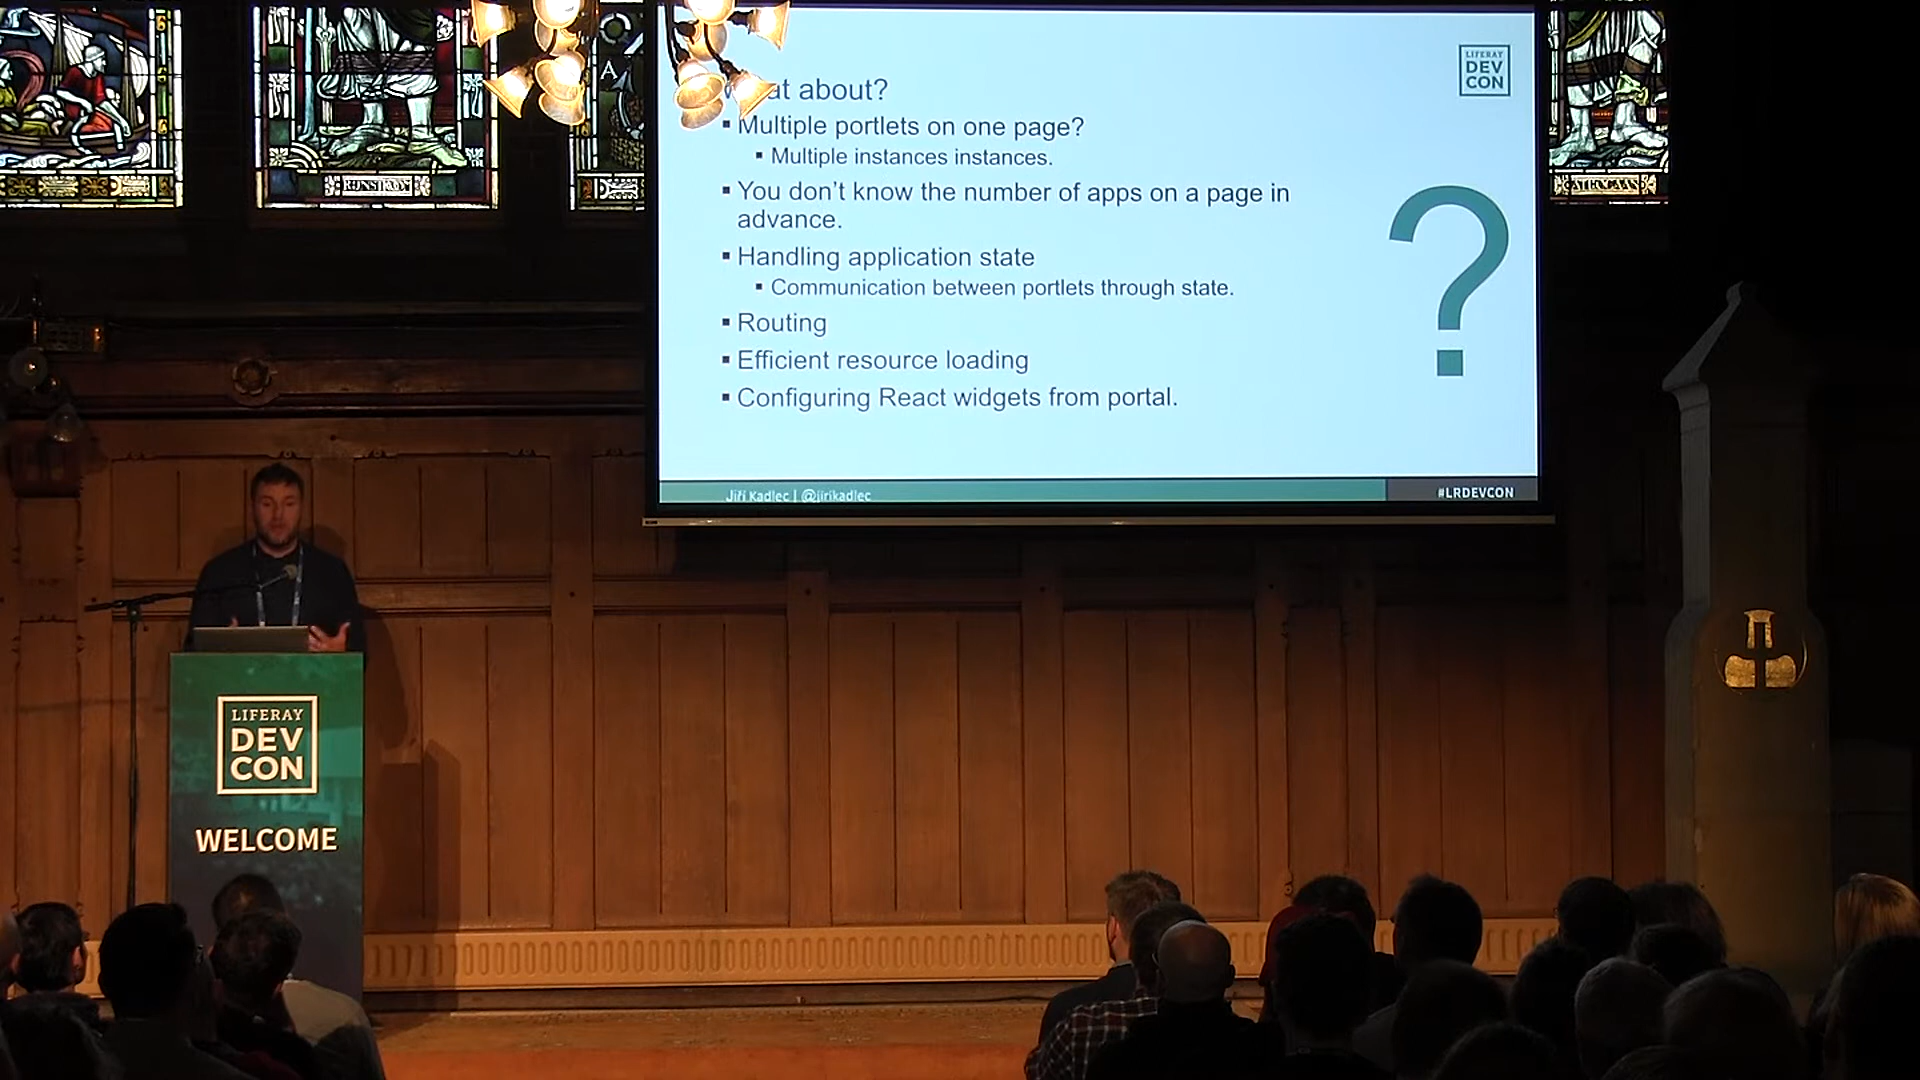 at about?
▪ Multiple portlets on one page?
▪ Multiple instances instances.
▪ You don't know the number of apps on a page in
advance.
▪ Handling application state
▪ Communication between portlets through state.
▪ Routing
▪ Efficient resource loading
▪ Configuring React widgets from portal.
Jiří Kadlec | @jirikadlec
#LRDEVCON
LIFERAY
DEV
CON
LIFERAY
DEV
CON
WELCOME